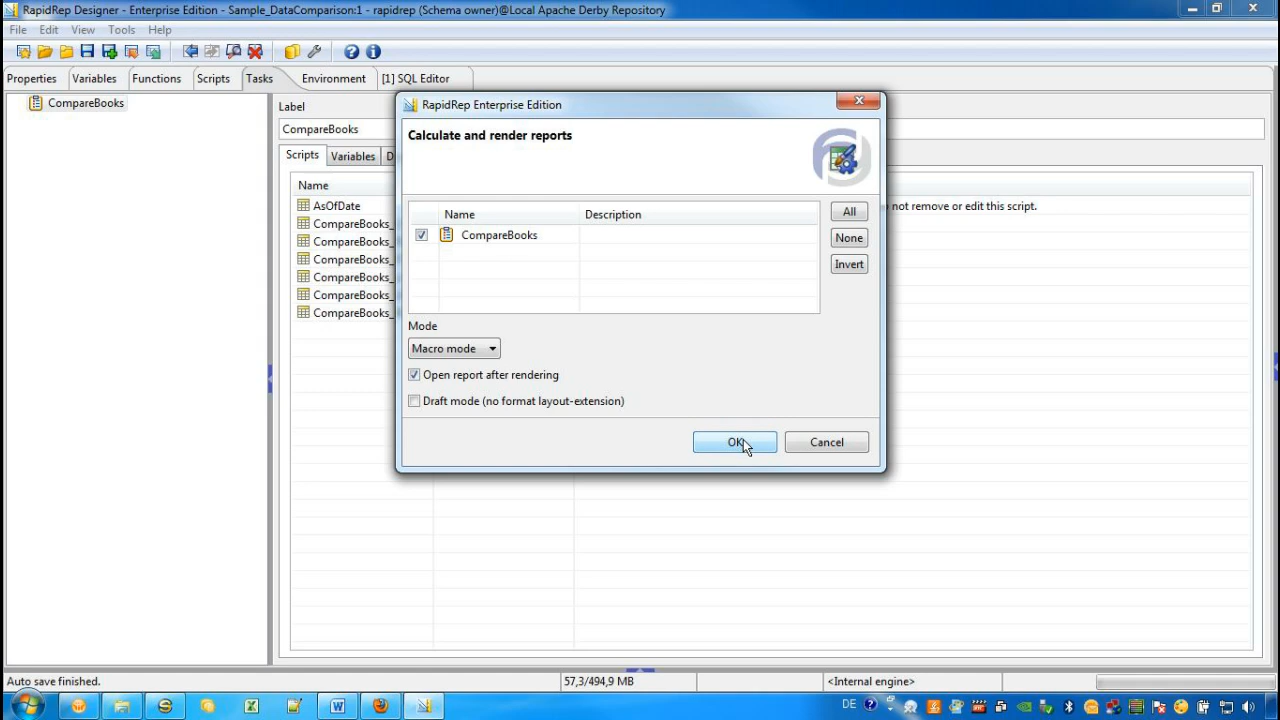 RapidRep Designer - Enterprise Edition - Sample_DataComparison:1 - rapidrep (Schema owner)@Local Apache Derby Repository
File Edit View Tools Help
Properties Variables Functions Scripts Tasks Environment [1] SQL Editor
CompareBooks
Label
CompareBooks
Scripts Variables D
Name
AsOfDate
not remove or edit this script.
CompareBooks_
CompareBooks_
CompareBooks_
CompareBooks_
CompareBooks_
CompareBooks_
RapidRep Enterprise Edition
Calculate and render reports
Name Description
CompareBooks
All
None
Invert
Mode
Macro mode
Open report after rendering
Draft mode (no format layout-extension)
OK Cancel
Auto save finished. 57,3/494,9 MB <Internal engine>
DE